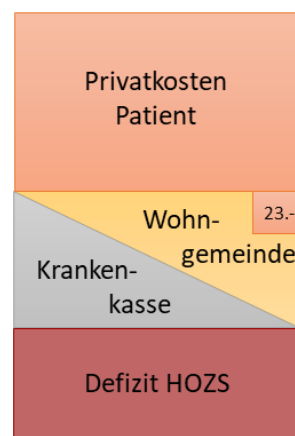 Privatkosten
Patient
Wohn-
23.-
gemeinde
Kranken-
kasse
Defizit HOZS